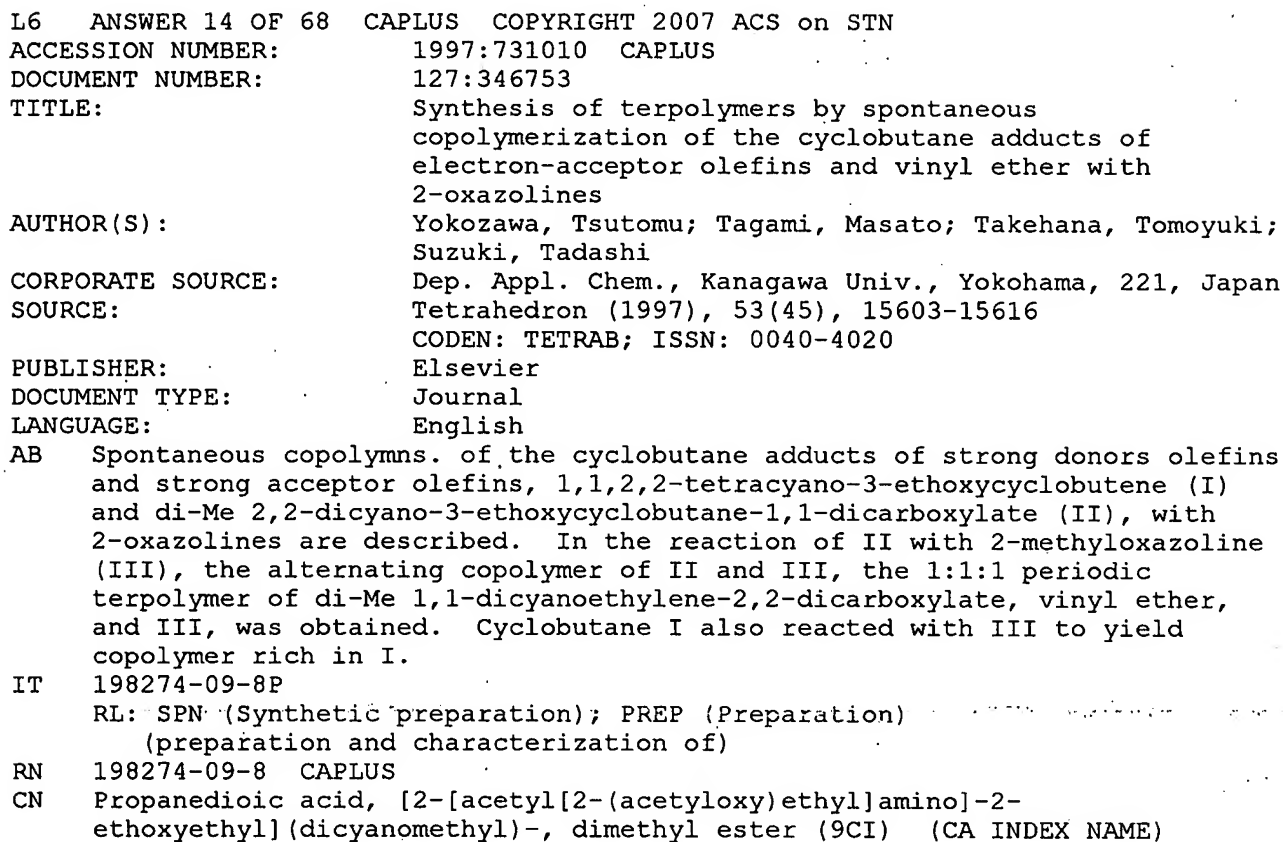 L6 ANSWER 14 OF 68 CAPLUS COPYRIGHT 2007 ACS on STN
ACCESSION NUMBER: 1997:731010 CAPLUS
DOCUMENT NUMBER: 127:346753
TITLE: Synthesis of terpolymers by spontaneous
copolymerization of the cyclobutane adducts of
electron-acceptor olefins and vinyl ether with
2-oxazolines
AUTHOR(S): Yokozawa, Tsutomu; Tagami, Masato; Takehana, Tomoyuki;
Suzuki, Tadashi
CORPORATE SOURCE: Dep. Appl. Chem., Kanagawa Univ., Yokohama, 221, Japan
SOURCE: Tetrahedron (1997), 53(45), 15603-15616
CODEN: TETRAB; ISSN: 0040-4020
PUBLISHER: Elsevier
DOCUMENT TYPE: Journal
LANGUAGE: English
AB Spontaneous copolymns. of the cyclobutane adducts of strong donors olefins
and strong acceptor olefins, 1,1,2,2-tetracyano-3-ethoxycyclobutene (I)
and di-Me 2,2-dicyano-3-ethoxycyclobutane-1,1-dicarboxylate (II), with
2-oxazolines are described. In the reaction of II with 2-methyloxazoline
(III), the alternating copolymer of II and III, the 1:1:1 periodic
terpolymer of di-Me 1,1-dicyanoethylene-2,2-dicarboxylate, vinyl ether,
and III, was obtained. Cyclobutane I also reacted with III to yield
copolymer rich in I.
IT 198274-09-8P
RL: SPN (Synthetic preparation); PREP (Preparation)
(preparation and characterization of)
RN 198274-09-8 CAPLUS
CN Propanedioic acid, [2-[acetyl[2-(acetyloxy)ethyl]amino]-2-
ethoxyethyl](dicyanomethyl)-, dimethyl ester (9CI) (CA INDEX NAME)